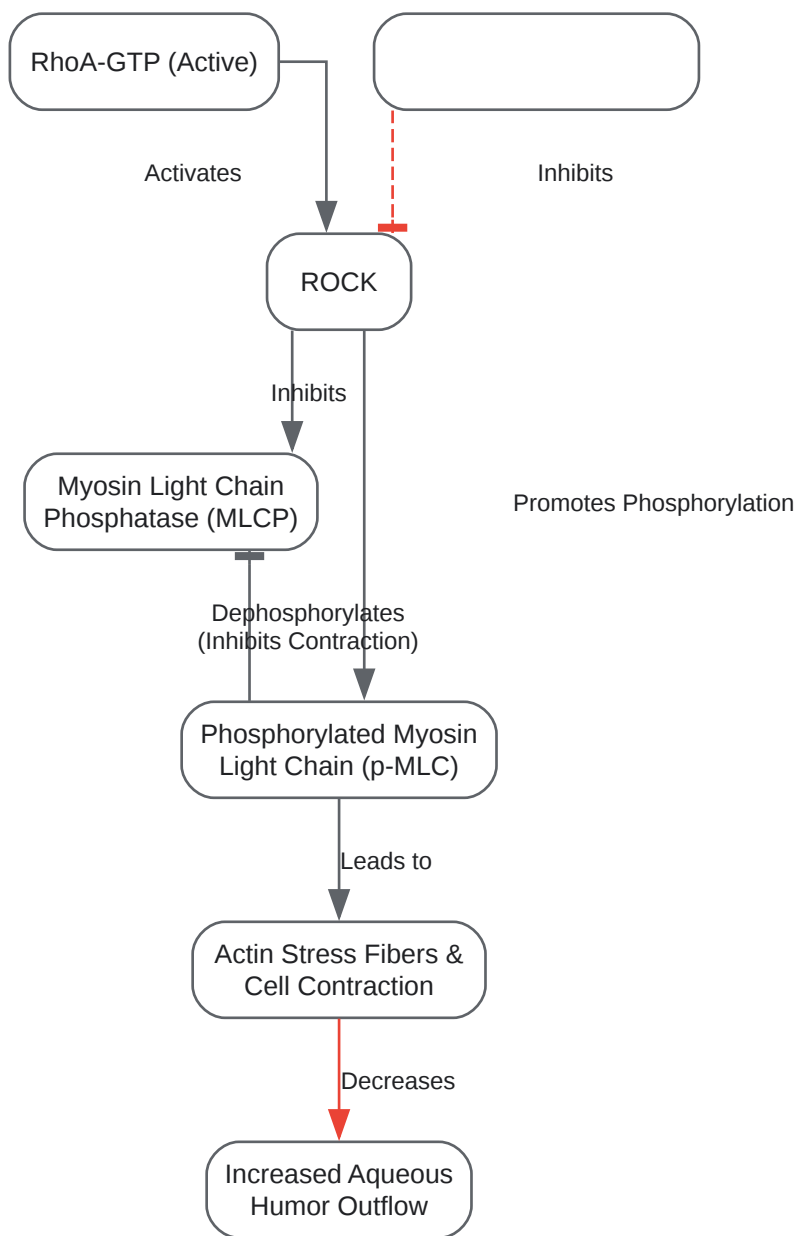 RhoA-GTP (Active)
Activates
Inhibits
ROCK
Inhibits
Myosin Light Chain
Phosphatase (MLCP)
Promotes Phosphorylation
Dephosphorylates
(Inhibits Contraction)
Phosphorylated Myosin
Light Chain (p-MLC)
Leads to
Actin Stress Fibers &
Cell Contraction
Decreases
Increased Aqueous
Humor Outflow